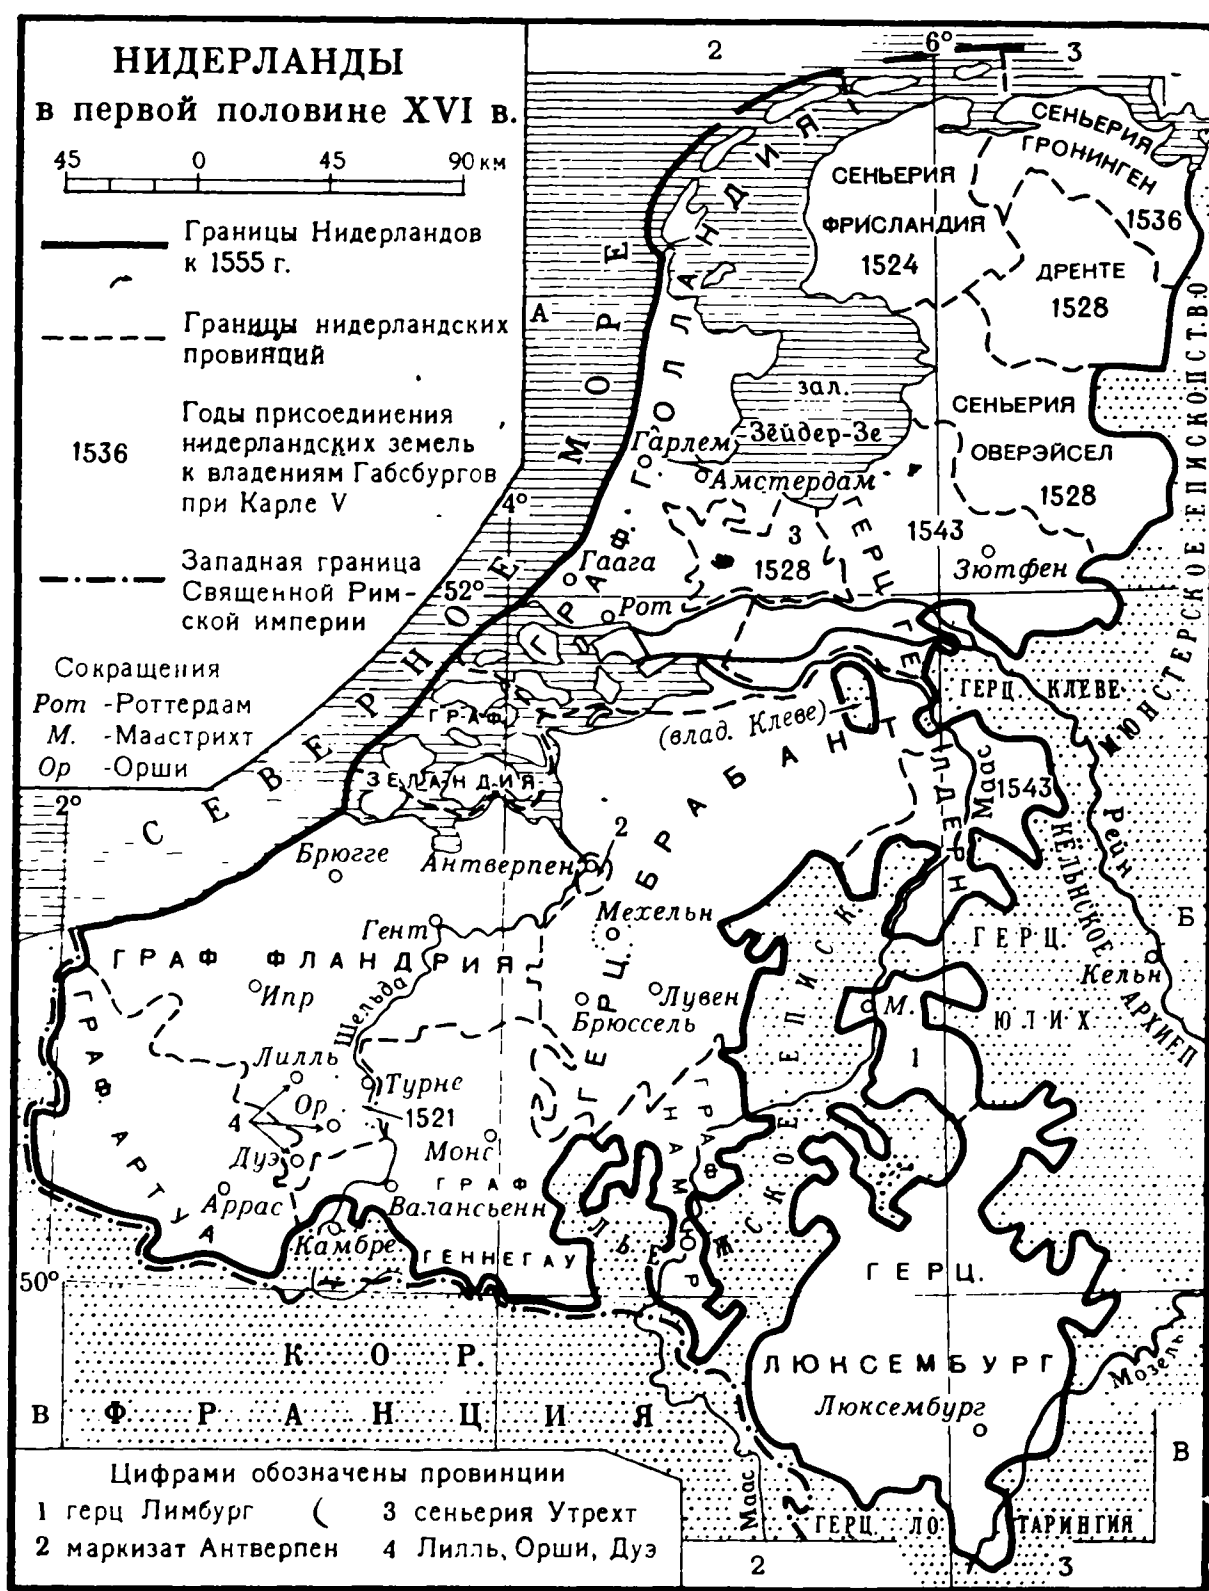 НИДЕРЛАНДЫ
в первой половине XVI в.
45 0 45 90 км
Границы Нидерландов
к 1555 г.
Границы нидерландских
провинций
1536
Годы присоединения
нидерландских земель
к владениям Габсбургов
при Карле V
Западная граница
Священной Рим-
ской империи
Сокращения
Рот -Роттердам
М. -Маастрихт
Ор -Орши
2 6° 3
А
СЕВЕРНОЕ МОРЕ
СЕНЬЕРИЯ
ГРОНИНГЕН
1536
СЕНЬЕРИЯ
ФРИСЛАНДИЯ
1524
ДРЕНТЕ
1528
ГРАФ. ГОЛЛАНДИЯ
зал.
Зёйдер-Зе
СЕНЬЕРИЯ
ОВЕРЭЙСЕЛ
1528
Гарлем
Амстердам
4°
3
1528
1543
Гаага
Зютфен
52°
Рот
ГЕРЦ. ГЕЛДЕРН
МЮНСТЕРСКОЕ ЕПИСКОПСТВО
ГЕРЦ. КЛЕВЕ
ГРАФ
ЗЕЛАНДИЯ
(влад. Клеве)
Маас
1543
Рейн
2°
Брюгге
Антверпен
2
ГЕРЦ. БРАБАНТ
Мехельн
КЁЛЬНСКОЕ АРХИЕП
Б
Гент
ГРАФ ФЛАНДРИЯ
ГЕРЦ.
ЮЛИХ
Кельн
Ипр
Шельда
Лувен
Брюссель
М.
1
ЛЬЕЖСКОЕ ЕПИСК.
ГРАФ. АРТУА
Лилль
Турне
1521
Ор
4
Дуэ
Монс
ГРАФ
НАМЮР
Аррас
Валансьенн
ГРАФ
ГЕННЕГАУ
Камбре
50°
ГЕРЦ.
ЛЮКСЕМБУРГ
Люксембург
Мозель
КОР.
ФРАНЦИЯ
В
В
Маас
ГЕРЦ ЛОТАРИНГИЯ
2 3
Цифрами обозначены провинции
1 герц Лимбург
2 маркизат Антверпен
3 сеньерия Утрехт
4 Лилль, Орши, Дуэ